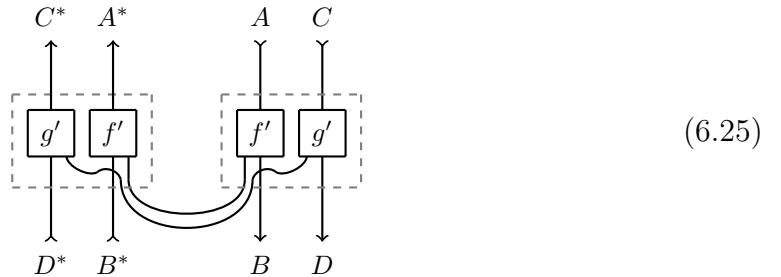 C* A* A C
g′ f′ f′ g′ (6.25)
D* B* B D